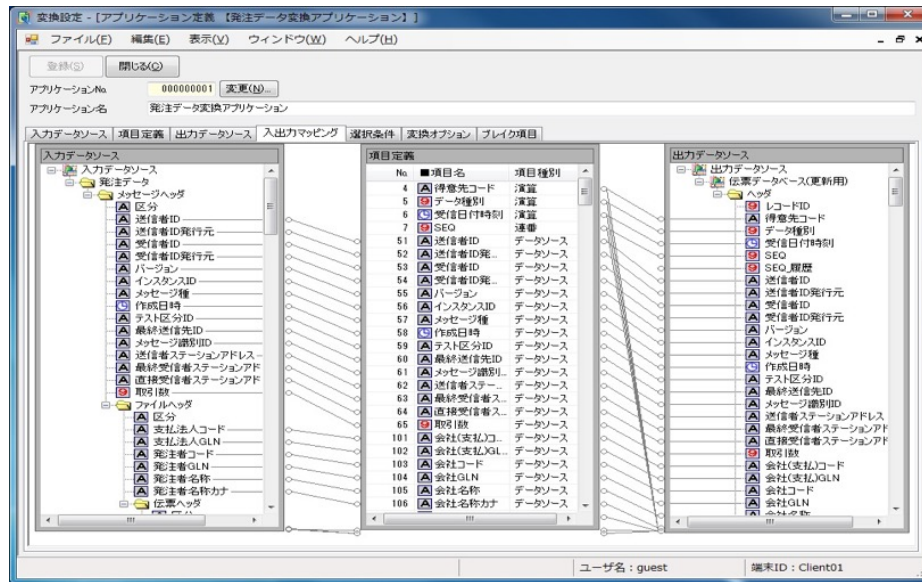 変換設定 - [アプリケーション定義 【発注データ変換アプリケーション】]
ファイル(F) 編集(E) 表示(V) ウィンドウ(W) ヘルプ(H)
登録(S) 閉じる(C)
アプリケーションNo. 000000001 変更(N)...
アプリケーション名 発注データ変換アプリケーション
入力データソース 項目定義 出力データソース 入出力マッピング 選択条件 変換オプション ブレイク項目
入力データソース
入力データソース
発注データ
メッセージヘッダ
区分
送信者ID
送信者ID発行元
受信者ID
受信者ID発行元
バージョン
インスタンスID
メッセージ種
作成日時
テスト区分ID
最終送信先ID
メッセージ識別ID
送信者ステーションアドレス
最終受信者ステーションアド
直接受信者ステーションアド
取引数
ファイルヘッダ
区分
支払法人コード
支払法人GLN
発注者コード
発注者GLN
発注者名称
発注者名称カナ
伝票ヘッダ
項目定義
No. ■項目名 項目種別
4 得意先コード 演算
5 データ種別 演算
6 受信日付時刻 演算
7 SEQ 連番
51 送信者ID データソース
52 送信者ID発... データソース
53 受信者ID データソース
54 受信者ID発... データソース
55 バージョン データソース
56 インスタンスID データソース
57 メッセージ種 データソース
58 作成日時 データソース
59 テスト区分ID データソース
60 最終送信先ID データソース
61 メッセージ識別... データソース
62 送信者ステー... データソース
63 最終受信者ス... データソース
64 直接受信者ス... データソース
65 取引数 データソース
101 会社(支払)コ... データソース
102 会社(支払)GL... データソース
103 会社コード データソース
104 会社GLN データソース
105 会社名称 データソース
106 会社名称カナ データソース
出力データソース
出力データソース
伝票データベース(更新用)
ヘッダ
レコードID
得意先コード
データ種別
受信日付時刻
SEQ
SEQ_履歴
送信者ID
送信者ID発行元
受信者ID
受信者ID発行元
バージョン
インスタンスID
メッセージ種
作成日時
テスト区分ID
最終送信先ID
メッセージ識別ID
送信者ステーションアドレス
最終受信者ステーションアド
直接受信者ステーションアド
取引数
会社(支払)コード
会社(支払)GLN
会社コード
会社GLN
会社名称
ユーザ名 : guest 端末ID : Client01